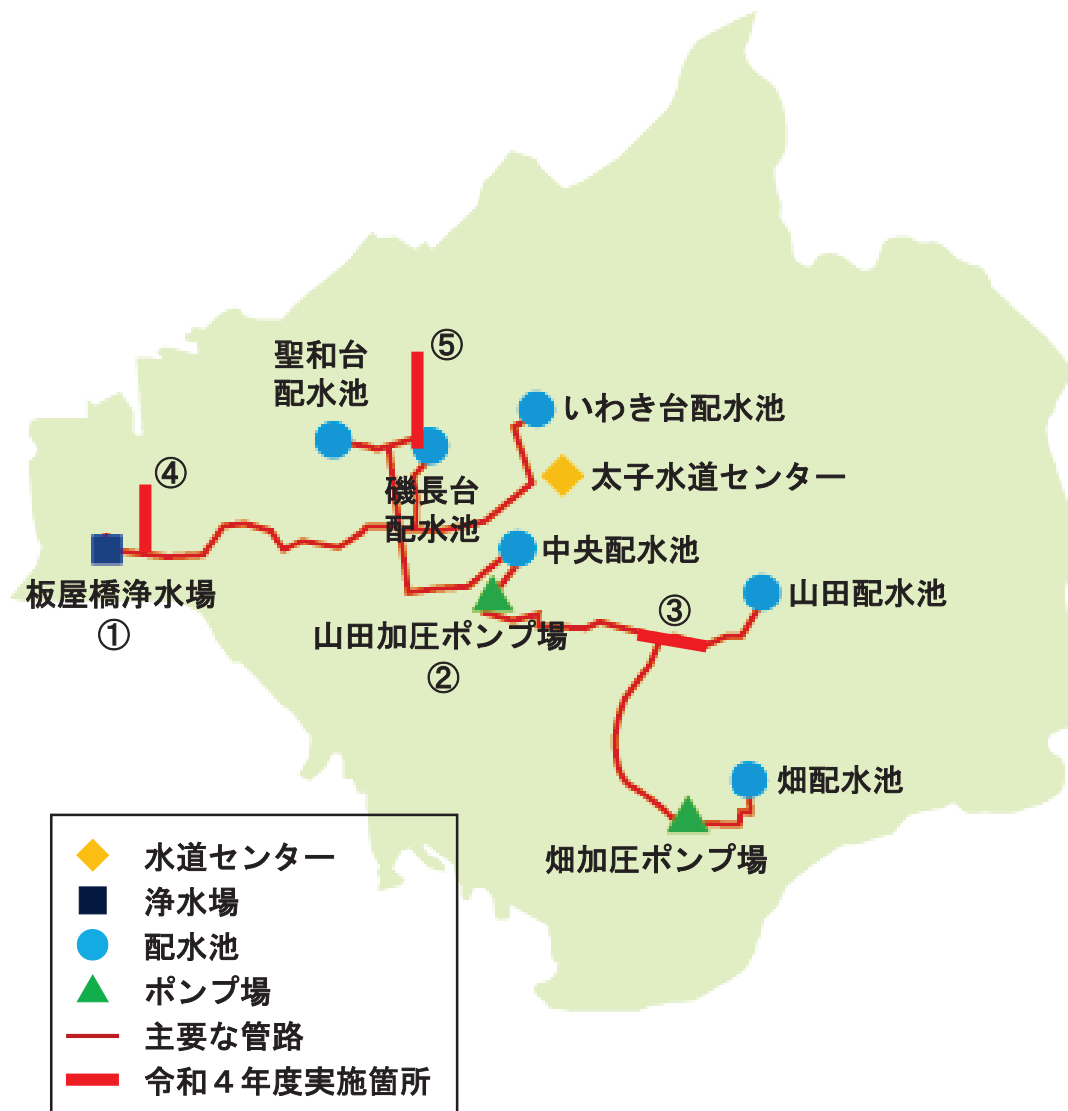 聖和台
配水池
⑤
いわき台配水池
太子水道センター
④
磯長台
配水池
中央配水池
板屋橋浄水場
①
山田加圧ポンプ場
②
③
山田配水池
畑配水池
畑加圧ポンプ場
水道センター
浄水場
配水池
ポンプ場
主要な管路
令和４年度実施箇所